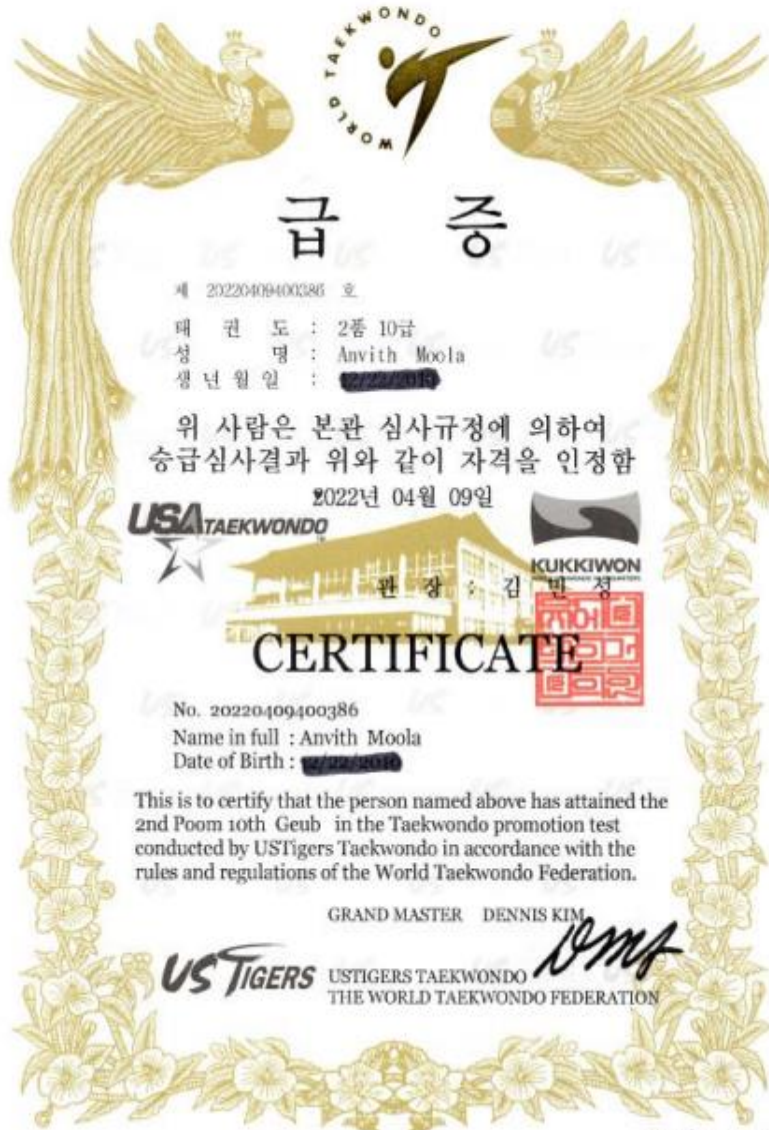 WORLD TAEKWONDO
급 증
제 20220409400386 호
태 권 도 : 2품 10급
성 명 : Anvith Moola
생년월일 :
위 사람은 본관 심사규정에 의하여
승급심사결과 위와 같이 자격을 인정함
2022년 04월 09일
USA TAEKWONDO
KUKKIWON
관 장 : 김 민 정
CERTIFICATE
No. 20220409400386
Name in full : Anvith Moola
Date of Birth :
This is to certify that the person named above has attained the
2nd Poom 10th Geub in the Taekwondo promotion test
conducted by USTigers Taekwondo in accordance with the
rules and regulations of the World Taekwondo Federation.
GRAND MASTER DENNIS KIM
US TIGERS
USTIGERS TAEKWONDO
THE WORLD TAEKWONDO FEDERATION